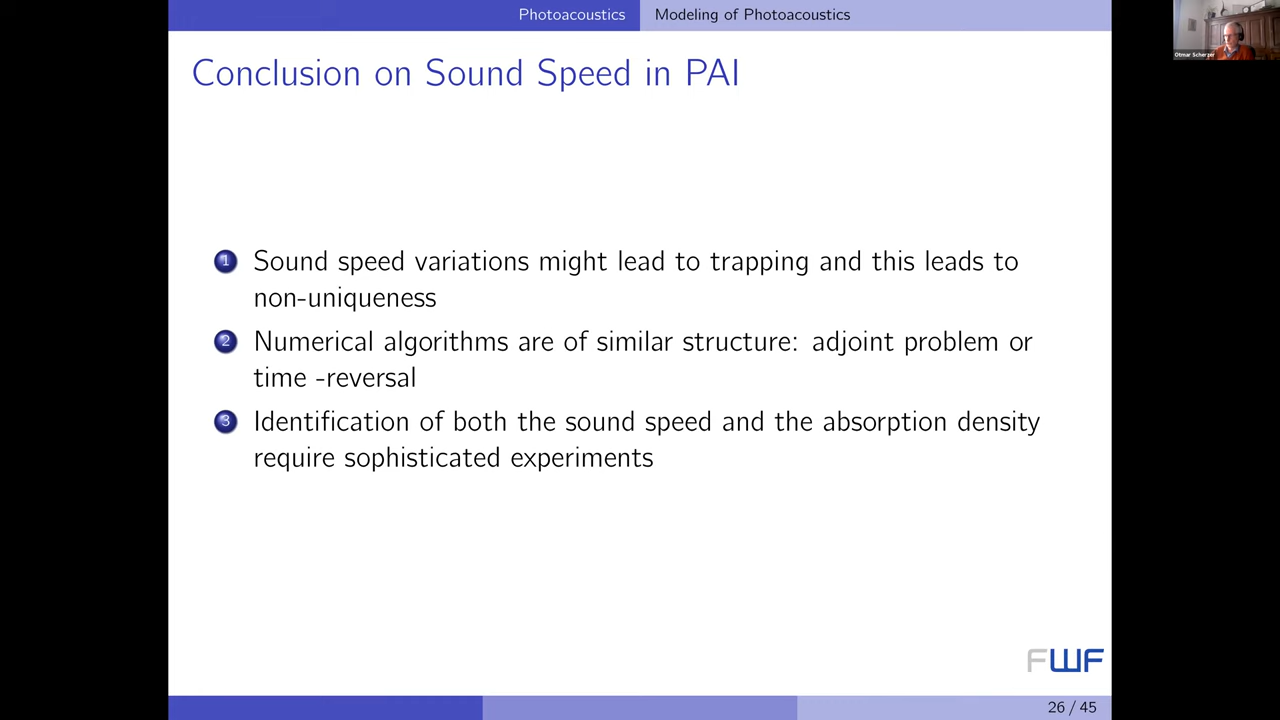 Photoacoustics
Modeling of Photoacoustics
Otmar Scherzer
Conclusion on Sound Speed in PAI
1 Sound speed variations might lead to trapping and this leads to
non-uniqueness
2 Numerical algorithms are of similar structure: adjoint problem or
time -reversal
3 Identification of both the sound speed and the absorption density
require sophisticated experiments
FWF
26 / 45